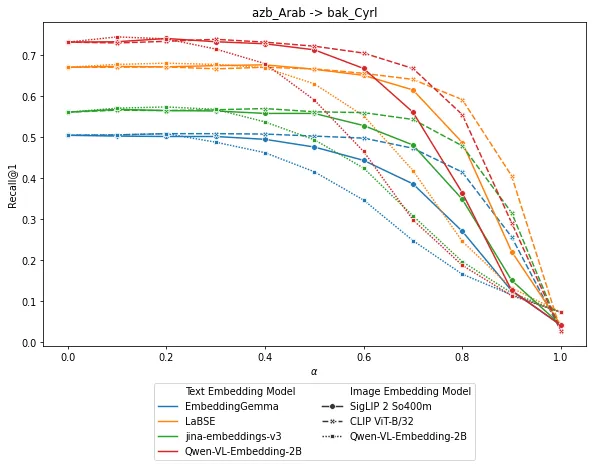 azb_Arab -> bak_Cyrl
Recall@1
0.7
0.6
0.5
0.4
0.3
0.2
0.1
0.0
0.0 0.2 0.4 0.6 0.8 1.0
α
Text Embedding Model Image Embedding Model
EmbeddingGemma SigLIP 2 So400m
LaBSE CLIP ViT-B/32
jina-embeddings-v3 Qwen-VL-Embedding-2B
Qwen-VL-Embedding-2B